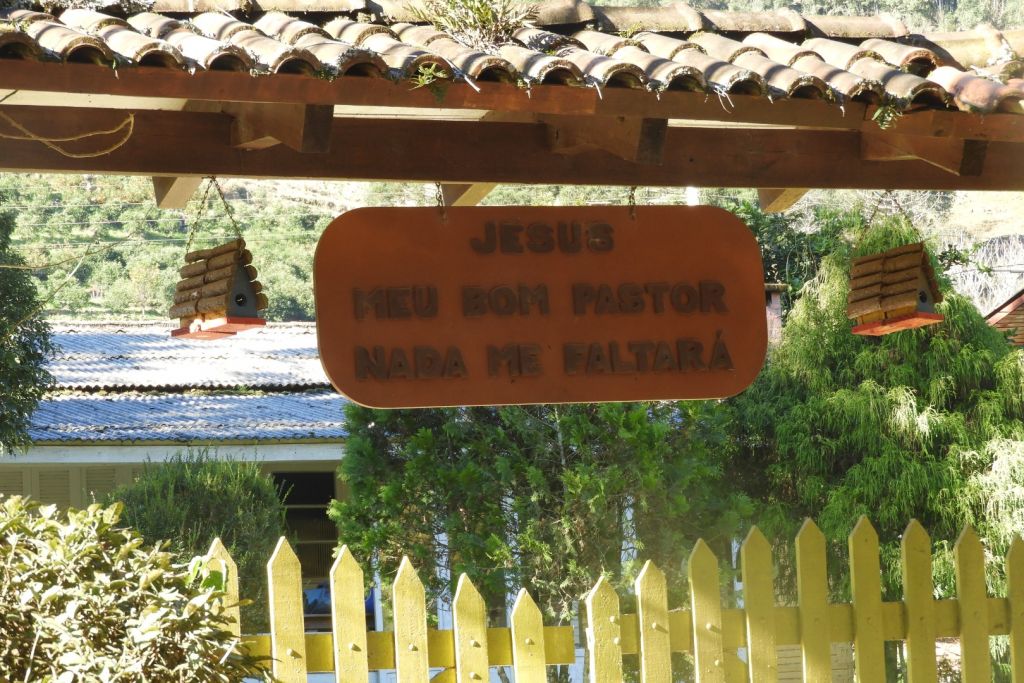 JESUS
MEU BOM PASTOR
NADA ME FALTARÁ